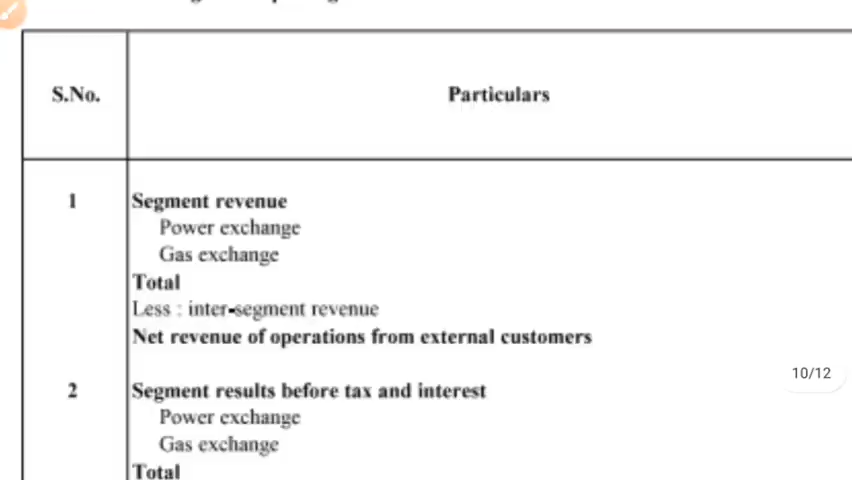 S.No. Particulars
1 Segment revenue
Power exchange
Gas exchange
Total
Less : inter-segment revenue
Net revenue of operations from external customers
10/12
2 Segment results before tax and interest
Power exchange
Gas exchange
Total